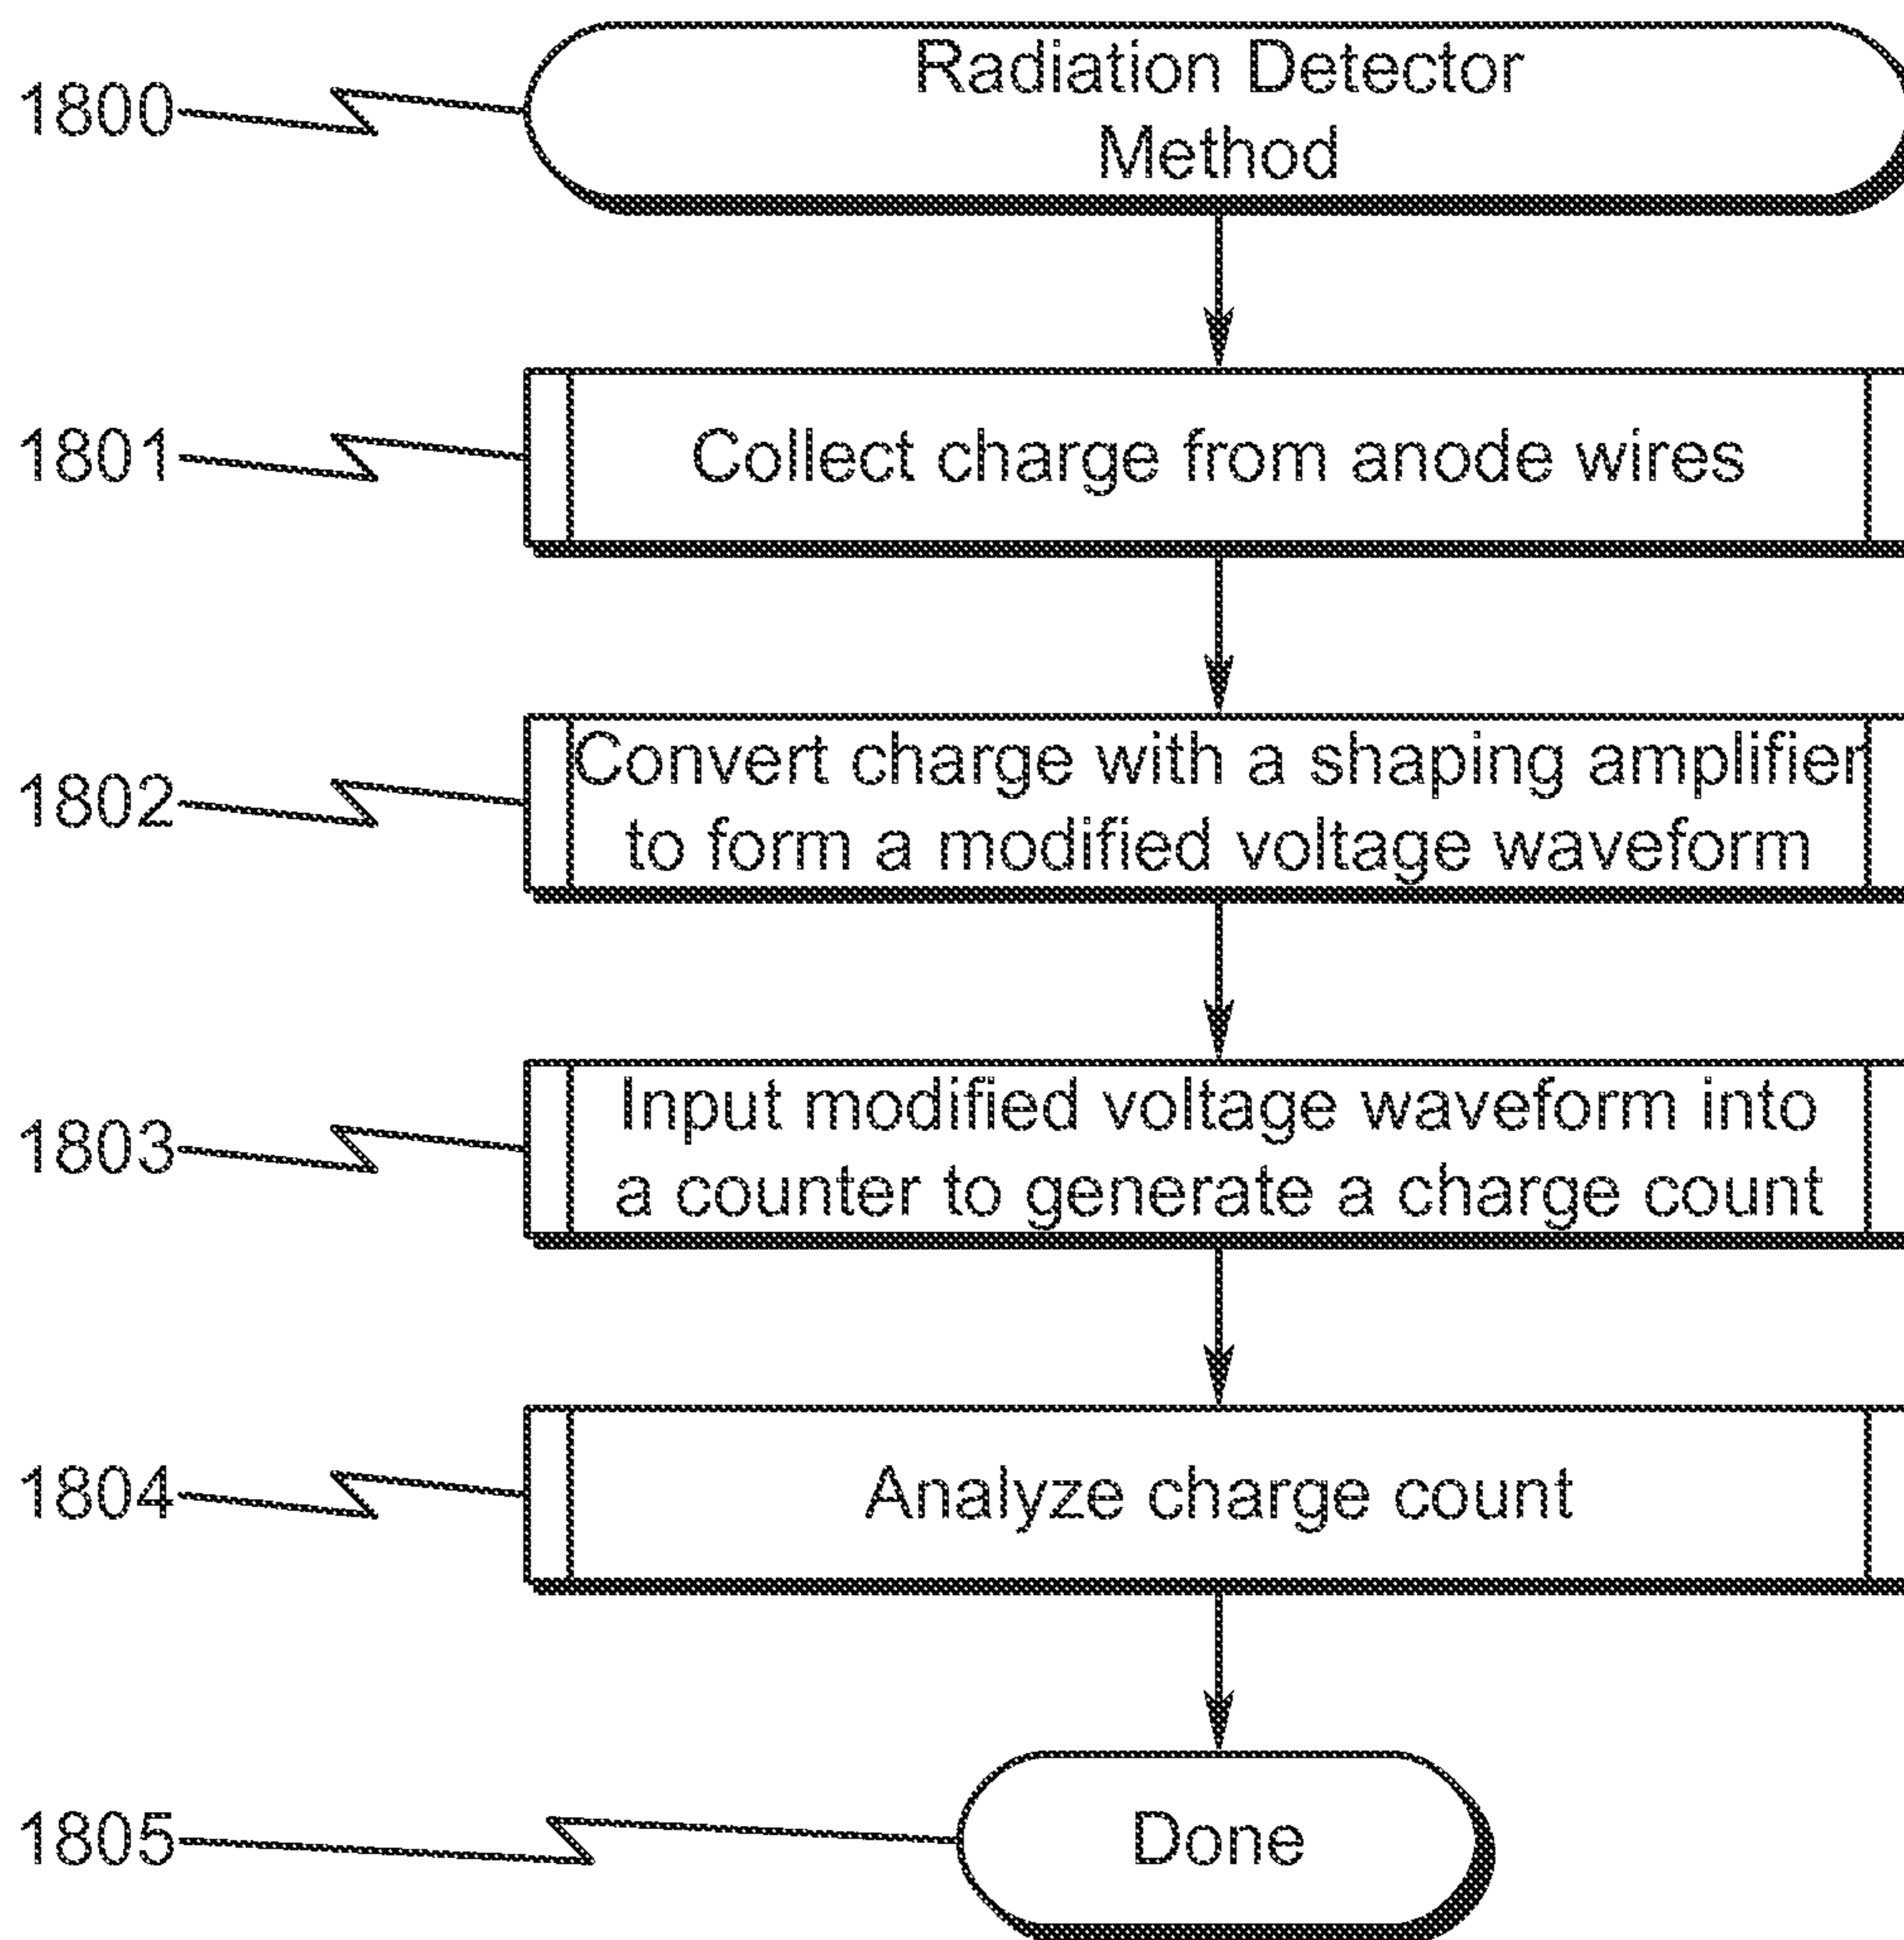 1800
Radiation Detector
Method
1801
Collect charge from anode wires
1802
Convert charge with a shaping amplifier
to form a modified voltage waveform
1803
Input modified voltage waveform into
a counter to generate a charge count
1804
Analyze charge count
1805
Done